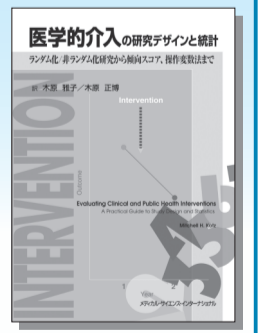 医学的介入の研究デザインと統計
ランダム化/非ランダム化研究から傾向スコア, 操作変数法まで
訳 木原 雅子/木原 正博
Intervention
INTERVENTION
Outcome
Evaluating Clinical and Public Health Interventions
A Practical Guide to Study Design and Statistics
Mitchell H. Katz
Year
メディカル・サイエンス・インターナショナル